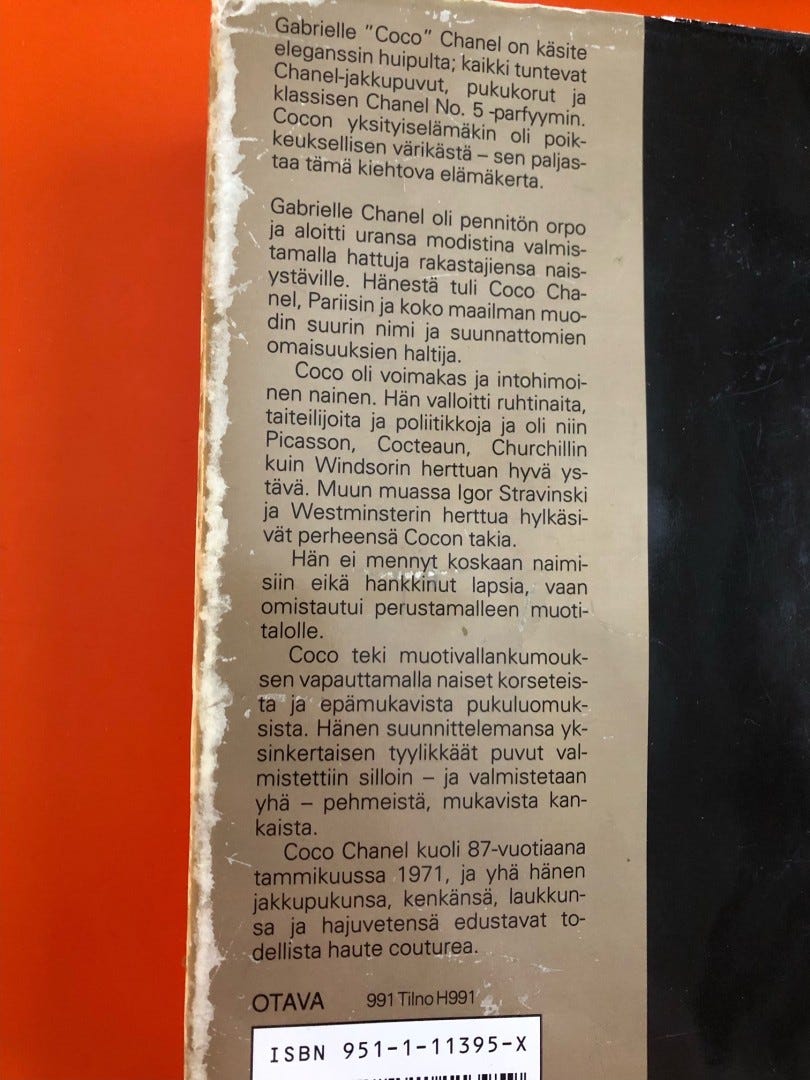 Gabrielle ”Coco” Chanel on käsite
eleganssin huipulta; kaikki tuntevat
Chanel-jakkupuvut, pukukorut ja
klassisen Chanel No. 5 -parfyymin.
Cocon yksityiselämäkin oli poik-
keuksellisen värikästä – sen paljas-
taa tämä kiehtova elämäkerta.
Gabrielle Chanel oli pennitön orpo
ja aloitti uransa modistina valmis-
tamalla hattuja rakastajiensa nais-
ystäville. Hänestä tuli Coco Cha-
nel, Pariisin ja koko maailman muo-
din suurin nimi ja suunnattomien
omaisuuksien haltija.
Coco oli voimakas ja intohimoi-
nen nainen. Hän valloitti ruhtinaita,
taiteilijoita ja poliitikkoja ja oli niin
Picasson, Cocteaun, Churchillin
kuin Windsorin herttuan hyvä ys-
tävä. Muun muassa Igor Stravinski
ja Westminsterin herttua hylkäsi-
vät perheensä Cocon takia.
Hän ei mennyt koskaan naimi-
siin eikä hankkinut lapsia, vaan
omistautui perustamalleen muoti-
talolle.
Coco teki muotivallankumouk-
sen vapauttamalla naiset korseteis-
ta ja epämukavista pukuluomuk-
sista. Hänen suunnittelemansa yk-
sinkertaisen tyylikkäät puvut val-
mistettiin silloin – ja valmistetaan
yhä – pehmeistä, mukavista kan-
kaista.
Coco Chanel kuoli 87-vuotiaana
tammikuussa 1971, ja yhä hänen
jakkupukunsa, kenkänsä, laukkun-
sa ja hajuvetensä edustavat to-
dellista haute couturea.
OTAVA 991 Tilno H991
ISBN 951-1-11395-X